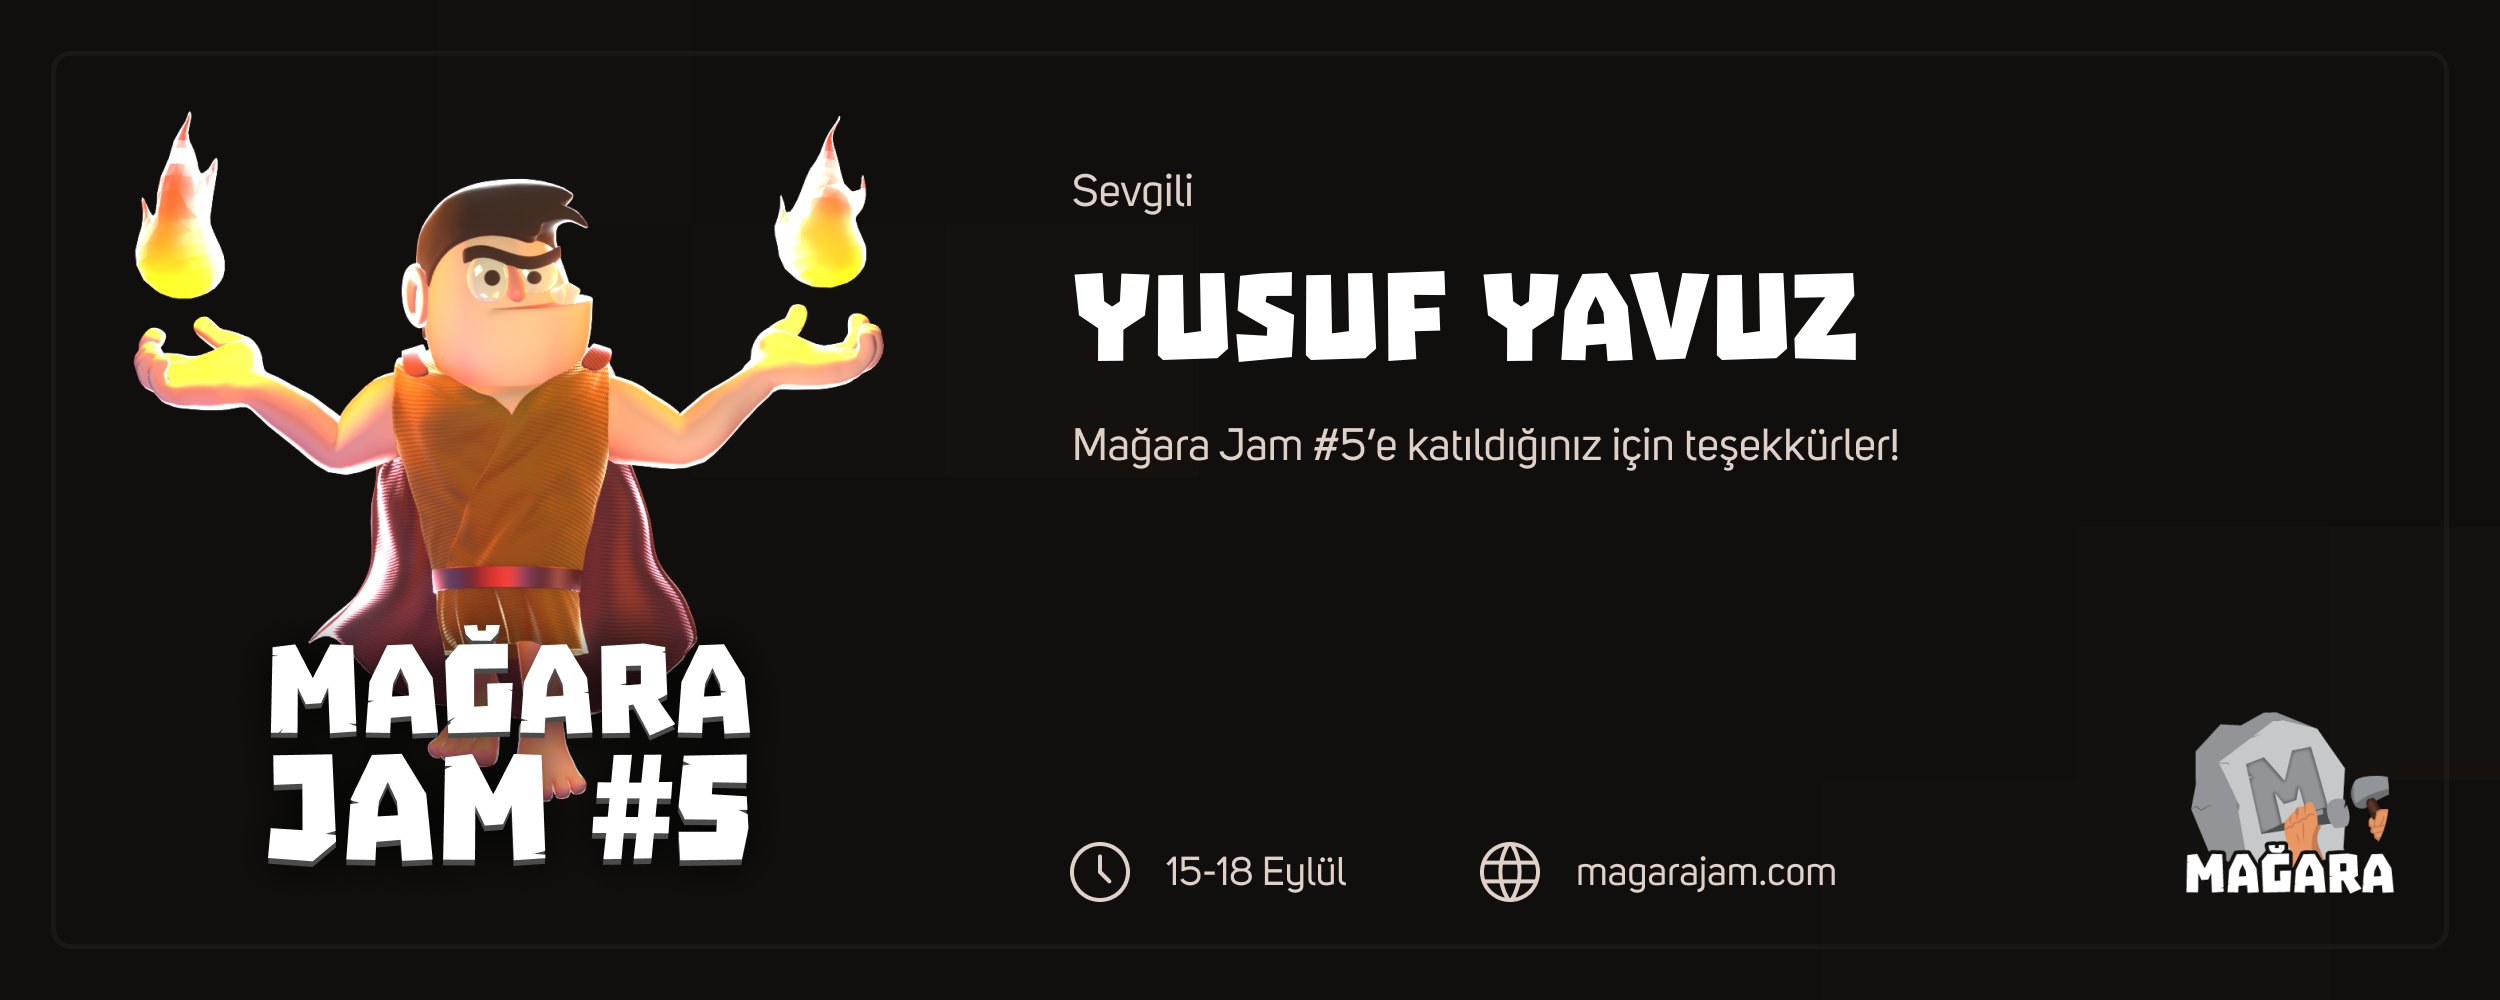 Sevgili
YUSUF YAVUZ
Mağara Jam #5'e katıldığınız için teşekkürler!
MAĞARA
JAM #5
15-18 Eylül
magarajam.com
M
MAĞARA